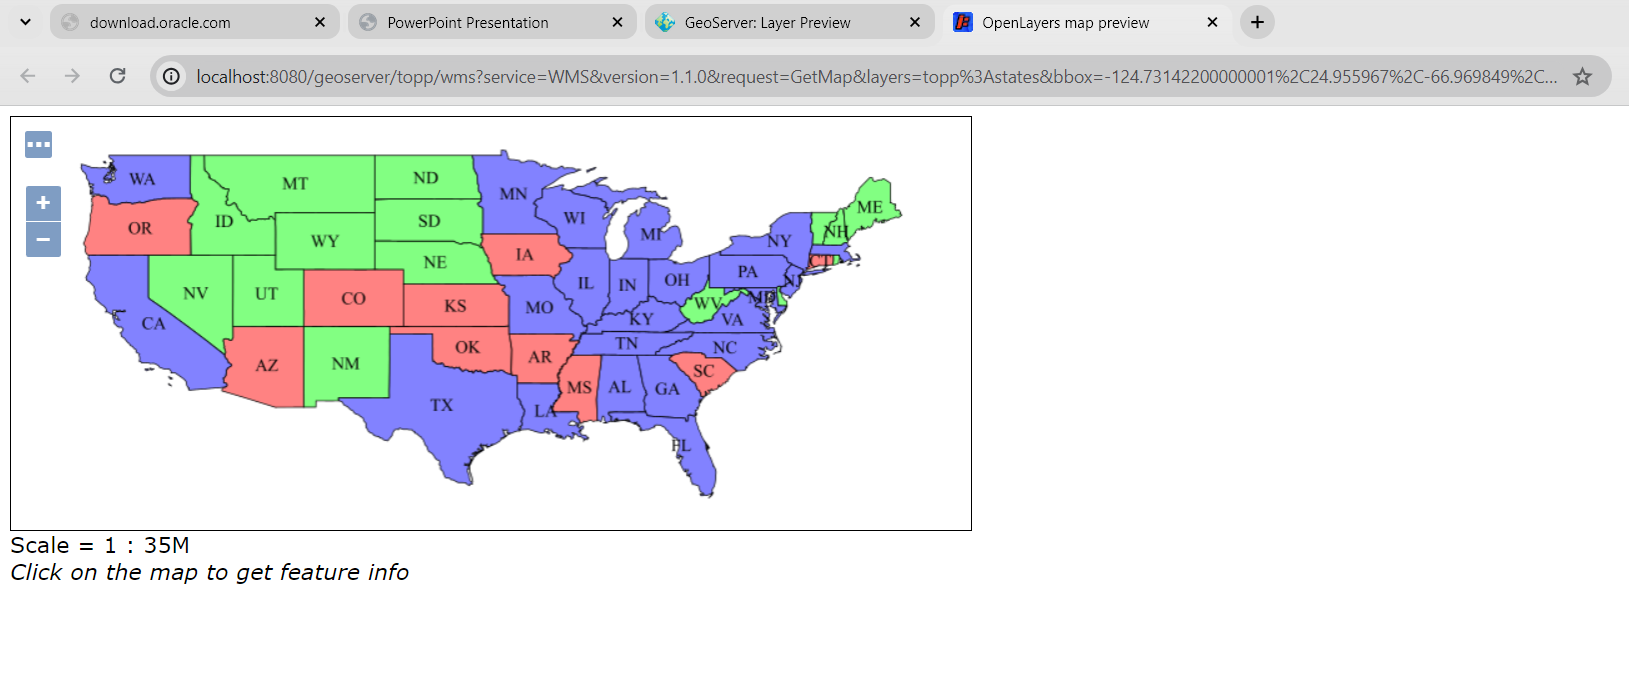 download.oracle.com
PowerPoint Presentation
GeoServer: Layer Preview
OpenLayers map preview
localhost:8080/geoserver/topp/wms?service=WMS&version=1.1.0&request=GetMap&layers=topp%3Astates&bbox=-124.73142200000001%2C24.955967%2C-66.969849%2C...
+
−
WA
MT
ND
MN
ME
OR
ID
SD
WI
MI
NY
NH
WY
NE
IA
PA
CT
NV
UT
CO
KS
MO
IL
IN
OH
NJ
WV
MD
CA
KY
VA
AZ
NM
OK
AR
TN
NC
SC
TX
LA
MS
AL
GA
FL
Scale = 1 : 35M
Click on the map to get feature info